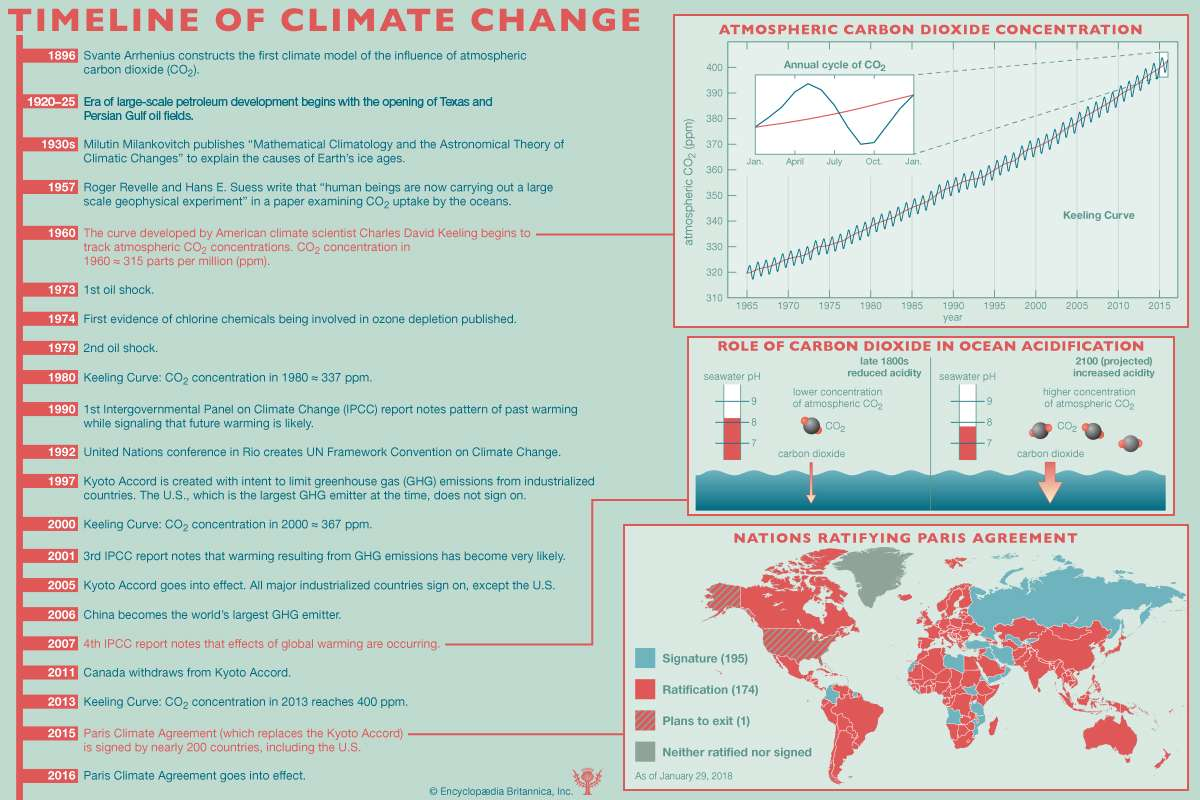 TIMELINE OF CLIMATE CHANGE
1896 Svante Arrhenius constructs the first climate model of the influence of atmospheric
carbon dioxide (CO₂).
1920–25 Era of large-scale petroleum development begins with the opening of Texas and
Persian Gulf oil fields.
1930s Milutin Milankovitch publishes “Mathematical Climatology and the Astronomical Theory of
Climatic Changes” to explain the causes of Earth’s ice ages.
1957 Roger Revelle and Hans E. Suess write that “human beings are now carrying out a large
scale geophysical experiment” in a paper examining CO₂ uptake by the oceans.
1960 The curve developed by American climate scientist Charles David Keeling begins to
track atmospheric CO₂ concentrations. CO₂ concentration in
1960 ≈ 315 parts per million (ppm).
1973 1st oil shock.
1974 First evidence of chlorine chemicals being involved in ozone depletion published.
1979 2nd oil shock.
1980 Keeling Curve: CO₂ concentration in 1980 ≈ 337 ppm.
1990 1st Intergovernmental Panel on Climate Change (IPCC) report notes pattern of past warming
while signaling that future warming is likely.
1992 United Nations conference in Rio creates UN Framework Convention on Climate Change.
1997 Kyoto Accord is created with intent to limit greenhouse gas (GHG) emissions from industrialized
countries. The U.S., which is the largest GHG emitter at the time, does not sign on.
2000 Keeling Curve: CO₂ concentration in 2000 ≈ 367 ppm.
2001 3rd IPCC report notes that warming resulting from GHG emissions has become very likely.
2005 Kyoto Accord goes into effect. All major industrialized countries sign on, except the U.S.
2006 China becomes the world’s largest GHG emitter.
2007 4th IPCC report notes that effects of global warming are occurring.
2011 Canada withdraws from Kyoto Accord.
2013 Keeling Curve: CO₂ concentration in 2013 reaches 400 ppm.
2015 Paris Climate Agreement (which replaces the Kyoto Accord)
is signed by nearly 200 countries, including the U.S.
2016 Paris Climate Agreement goes into effect.
© Encyclopædia Britannica, Inc.
ATMOSPHERIC CARBON DIOXIDE CONCENTRATION
atmospheric CO₂ (ppm)
400
390
380
370
360
350
340
330
320
310
Annual cycle of CO₂
Jan. April July Oct. Jan.
Keeling Curve
1965 1970 1975 1980 1985 1990 1995 2000 2005 2010 2015
year
ROLE OF CARBON DIOXIDE IN OCEAN ACIDIFICATION
late 1800s
reduced acidity
seawater pH
9
8
7
lower concentration
of atmospheric CO₂
CO₂
carbon dioxide
2100 (projected)
increased acidity
seawater pH
9
8
7
higher concentration
of atmospheric CO₂
CO₂
carbon dioxide
NATIONS RATIFYING PARIS AGREEMENT
Signature (195)
Ratification (174)
Plans to exit (1)
Neither ratified nor signed
As of January 29, 2018